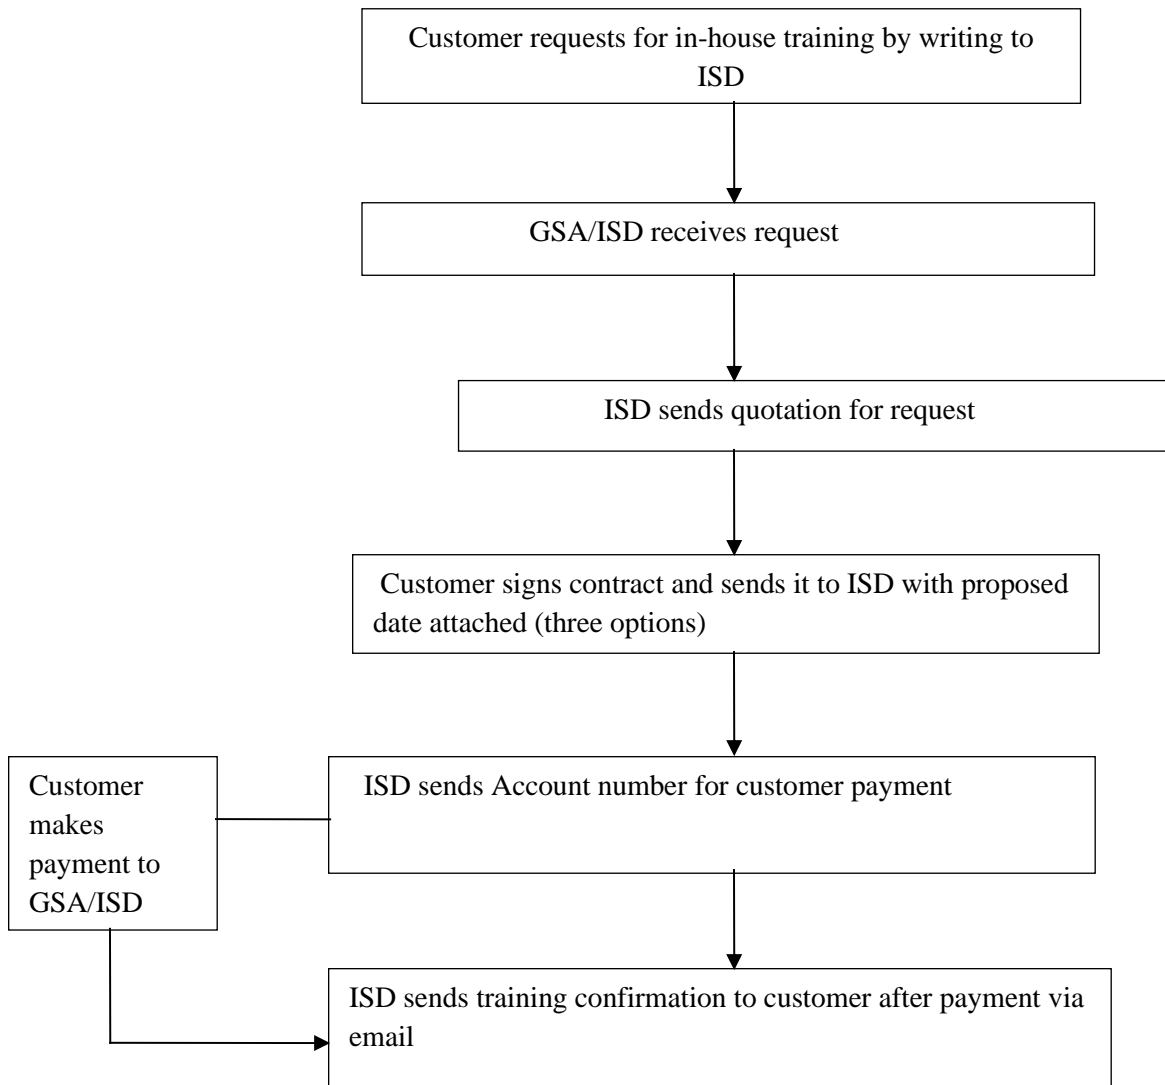 Customer requests for in-house training by writing to
ISD
GSA/ISD receives request
ISD sends quotation for request
Customer signs contract and sends it to ISD with proposed
date attached (three options)
ISD sends Account number for customer payment
Customer
makes
payment to
GSA/ISD
ISD sends training confirmation to customer after payment via
email